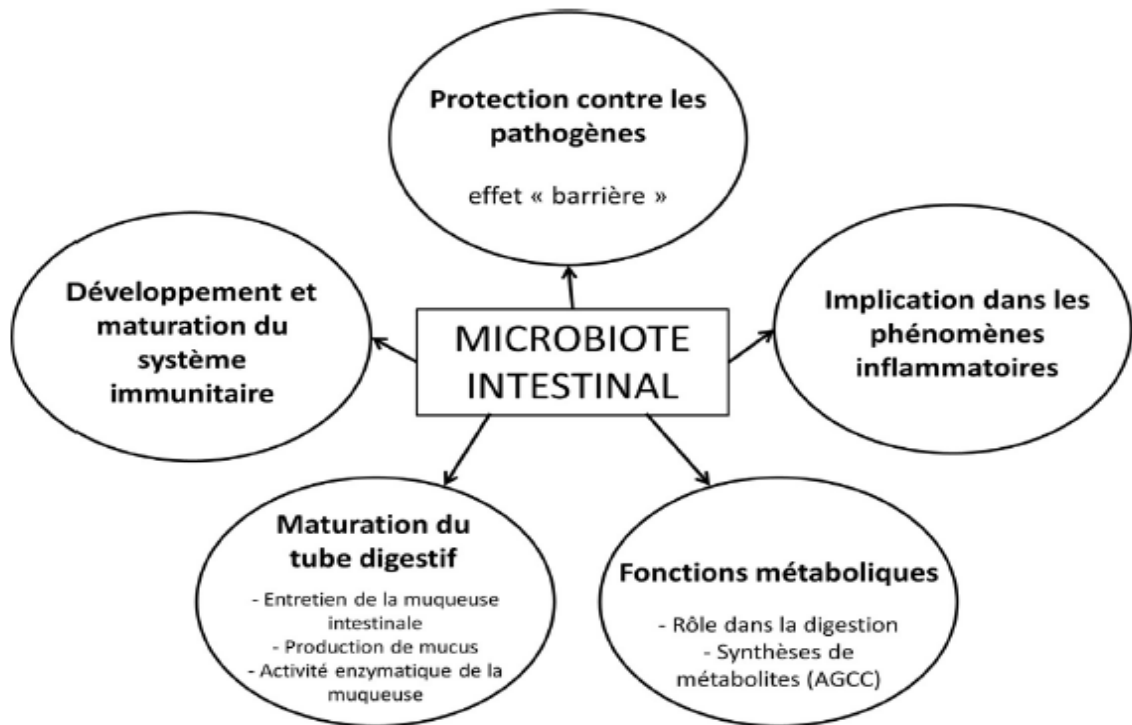 Protection contre les
pathogènes
effet « barrière »
Développement et
maturation du
système
immunitaire
MICROBIOTE
INTESTINAL
Implication dans les
phénomènes
inflammatoires
Maturation du
tube digestif
- Entretien de la muqueuse
intestinale
- Production de mucus
- Activité enzymatique de la
muqueuse
Fonctions métaboliques
- Rôle dans la digestion
- Synthèses de
métabolites (AGCC)